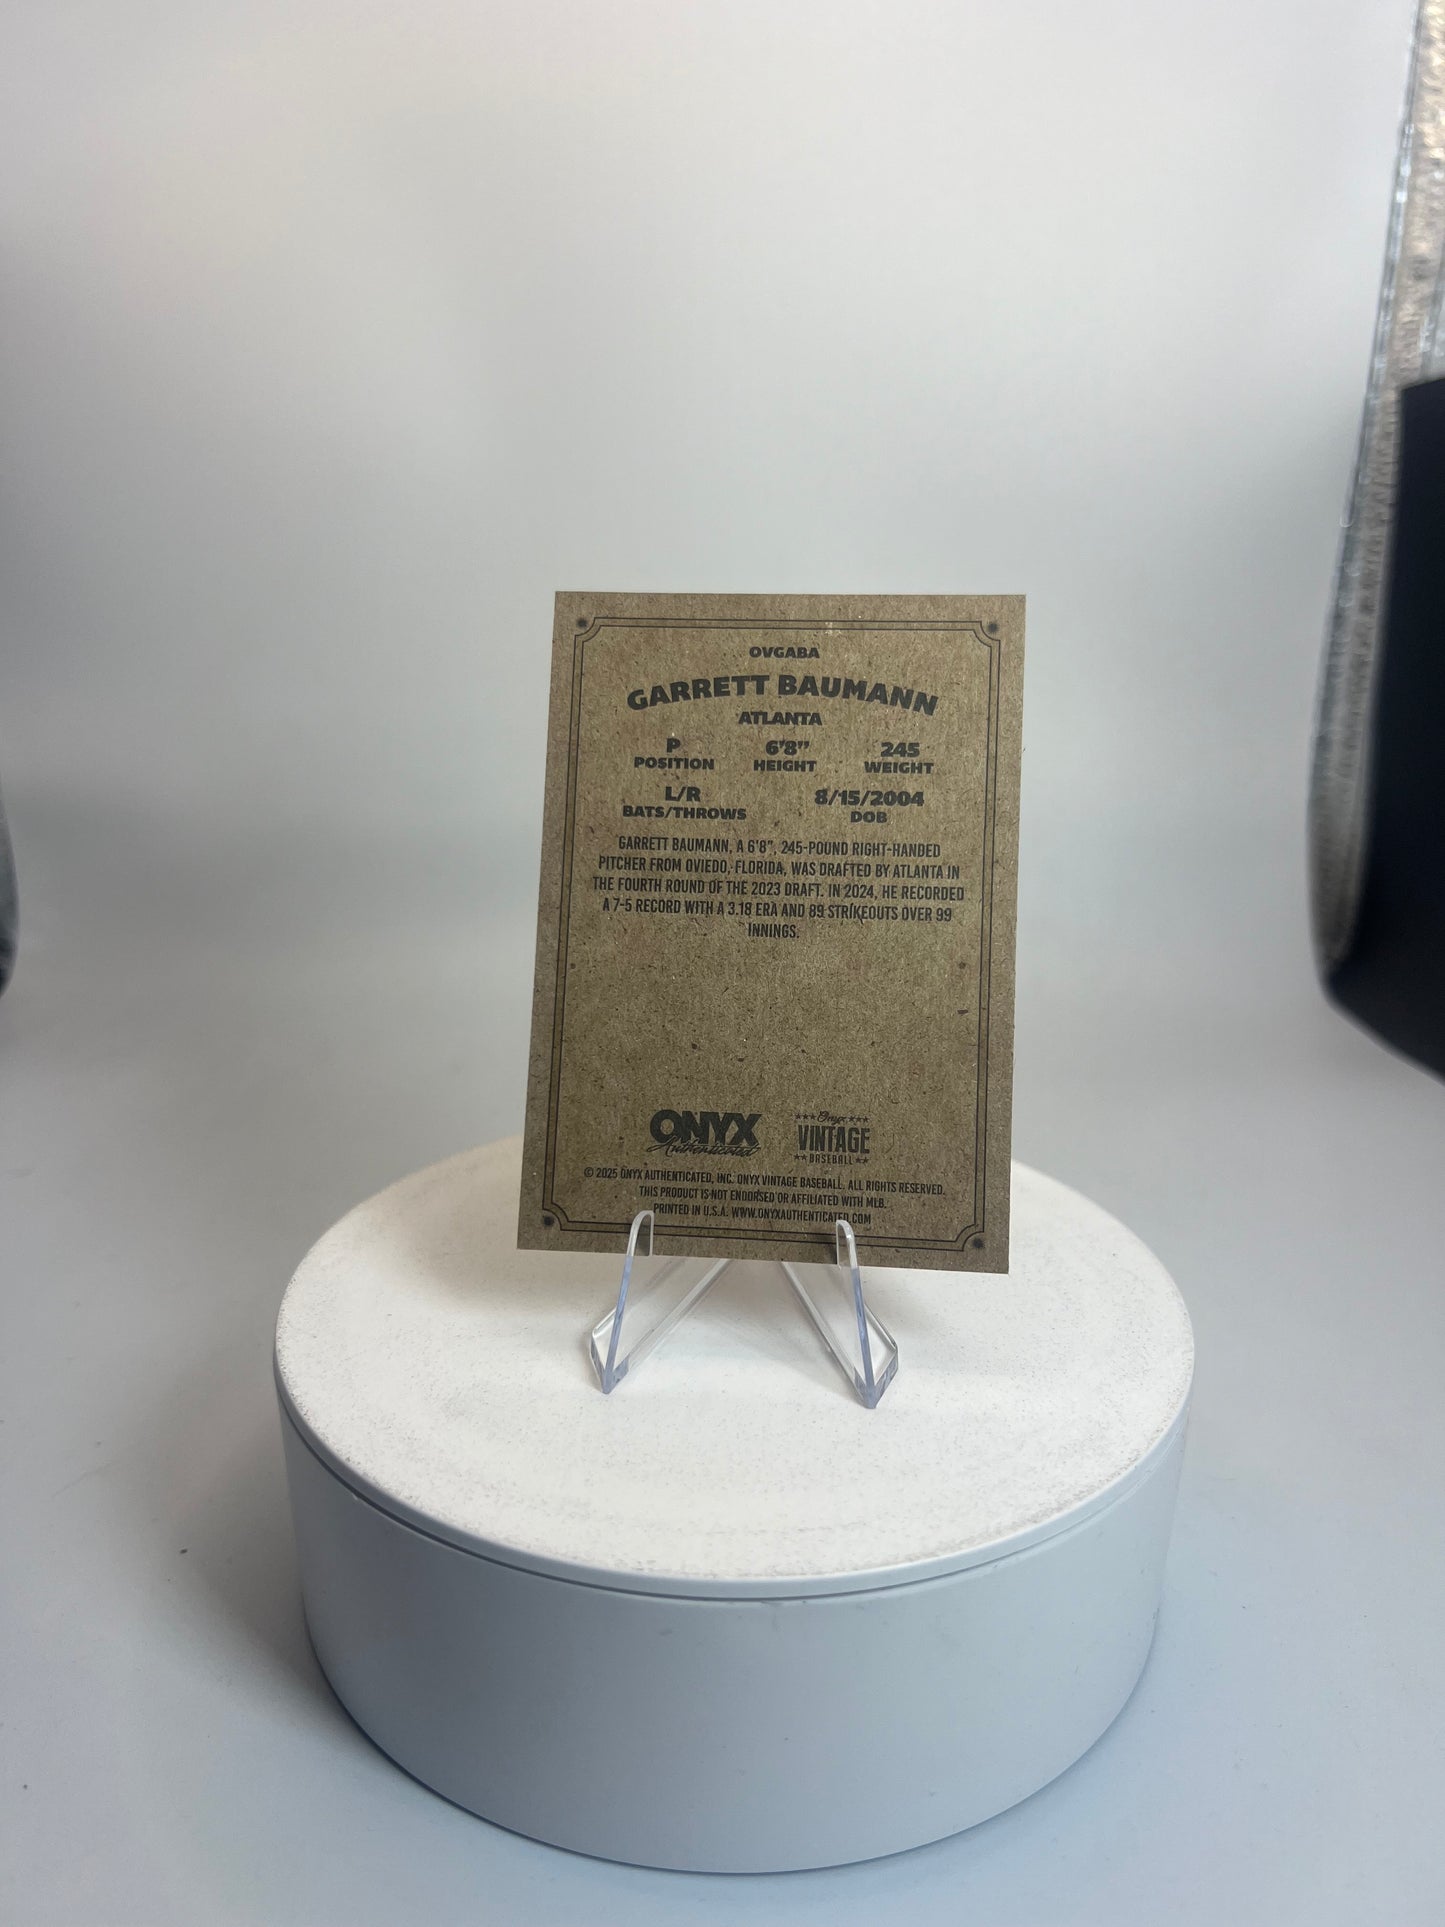 OVGABA
GARRETT BAUMANN
ATLANTA
P 6'8" 245
POSITION HEIGHT WEIGHT
L/R 8/15/2004
BATS/THROWS DOB
GARRETT BAUMANN, A 6'8", 245-POUND RIGHT-HANDED
PITCHER FROM OVIEDO, FLORIDA, WAS DRAFTED BY ATLANTA IN
THE FOURTH ROUND OF THE 2023 DRAFT. IN 2024, HE RECORDED
A 7-5 RECORD WITH A 3.18 ERA AND 89 STRIKEOUTS OVER 99
INNINGS.
ONYX
Authenticated
Onyx
VINTAGE
BASEBALL
© 2025 ONYX AUTHENTICATED, INC. ONYX VINTAGE BASEBALL. ALL RIGHTS RESERVED.
THIS PRODUCT IS NOT ENDORSED OR AFFILIATED WITH MLB.
PRINTED IN U.S.A. WWW.ONYXAUTHENTICATED.COM